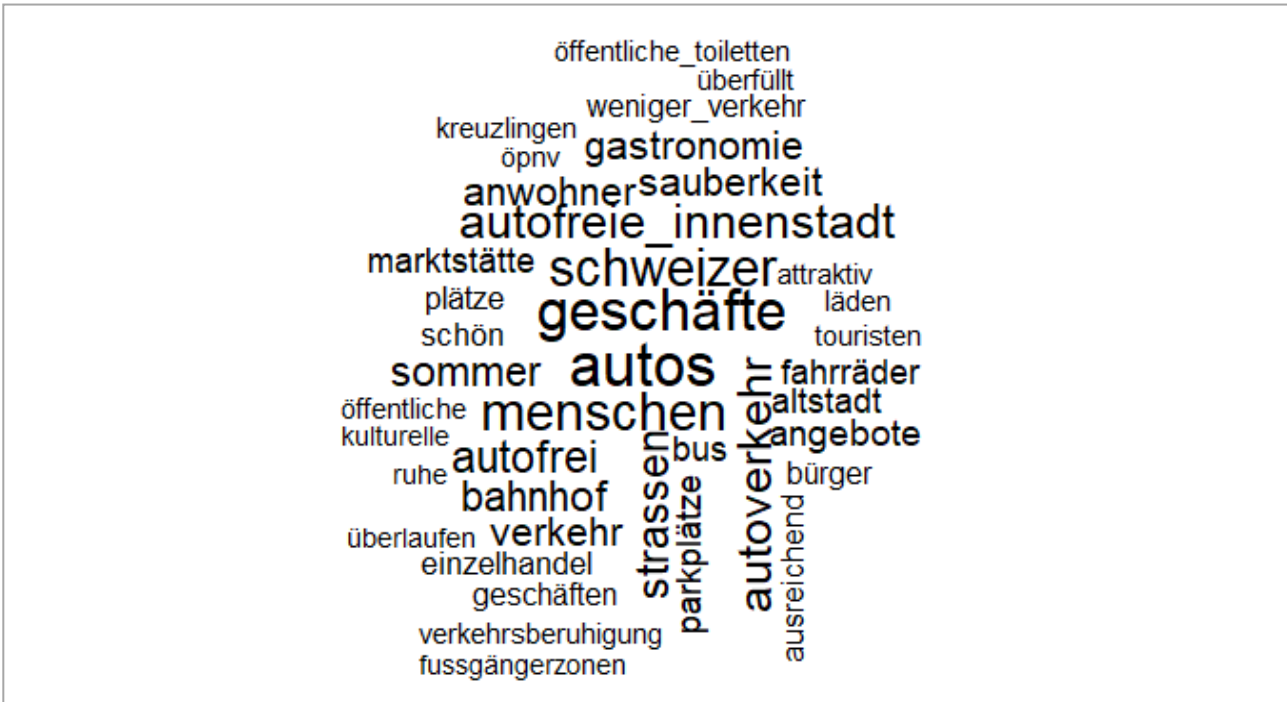 öffentliche_toiletten
überfüllt
weniger_verkehr
kreuzlingen
gastronomie
öpnv
anwohner
sauberkeit
autofreie_innenstadt
marktstätte
schweizer
attraktiv
plätze
geschäfte
läden
schön
touristen
sommer
autos
fahrräder
öffentliche
menschen
autoverkehr
altstadt
kulturelle
angebote
autofrei
strassen
bus
ruhe
bürger
bahnhof
parkplätze
überlaufen
verkehr
ausreichend
einzelhandel
geschäften
verkehrsberuhigung
fussgängerzonen